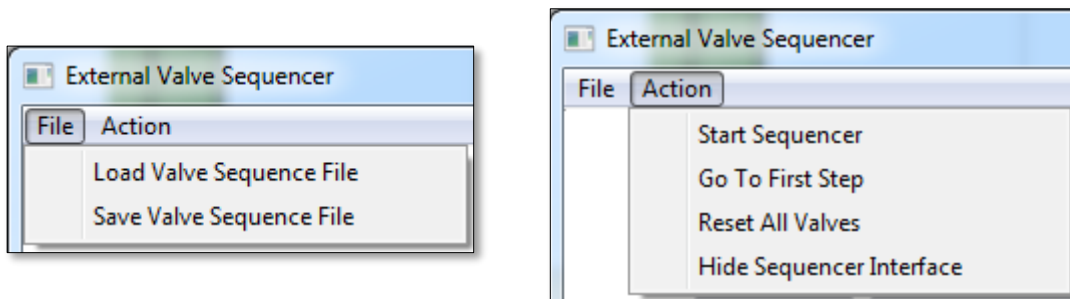 External Valve Sequencer
File Action
Load Valve Sequence File
Save Valve Sequence File
External Valve Sequencer
File Action
Start Sequencer
Go To First Step
Reset All Valves
Hide Sequencer Interface